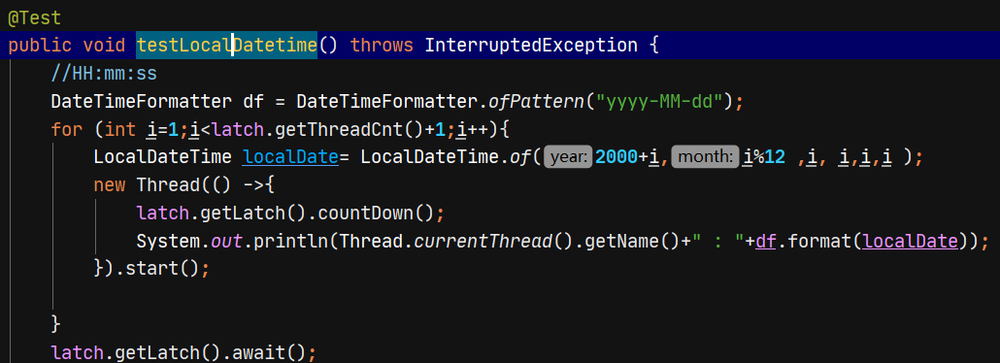 @Test
public void testLocalDatetime() throws InterruptedException {
//HH:mm:ss
DateTimeFormatter df = DateTimeFormatter.ofPattern("yyyy-MM-dd");
for (int i=1;i<latch.getThreadCnt()+1;i++){
LocalDateTime localDate= LocalDateTime.of( year: 2000+i, month: i%12 ,i, i,i,i );
new Thread(() ->{
latch.getLatch().countDown();
System.out.println(Thread.currentThread().getName()+" : "+df.format(localDate));
}).start();
}
latch.getLatch().await();